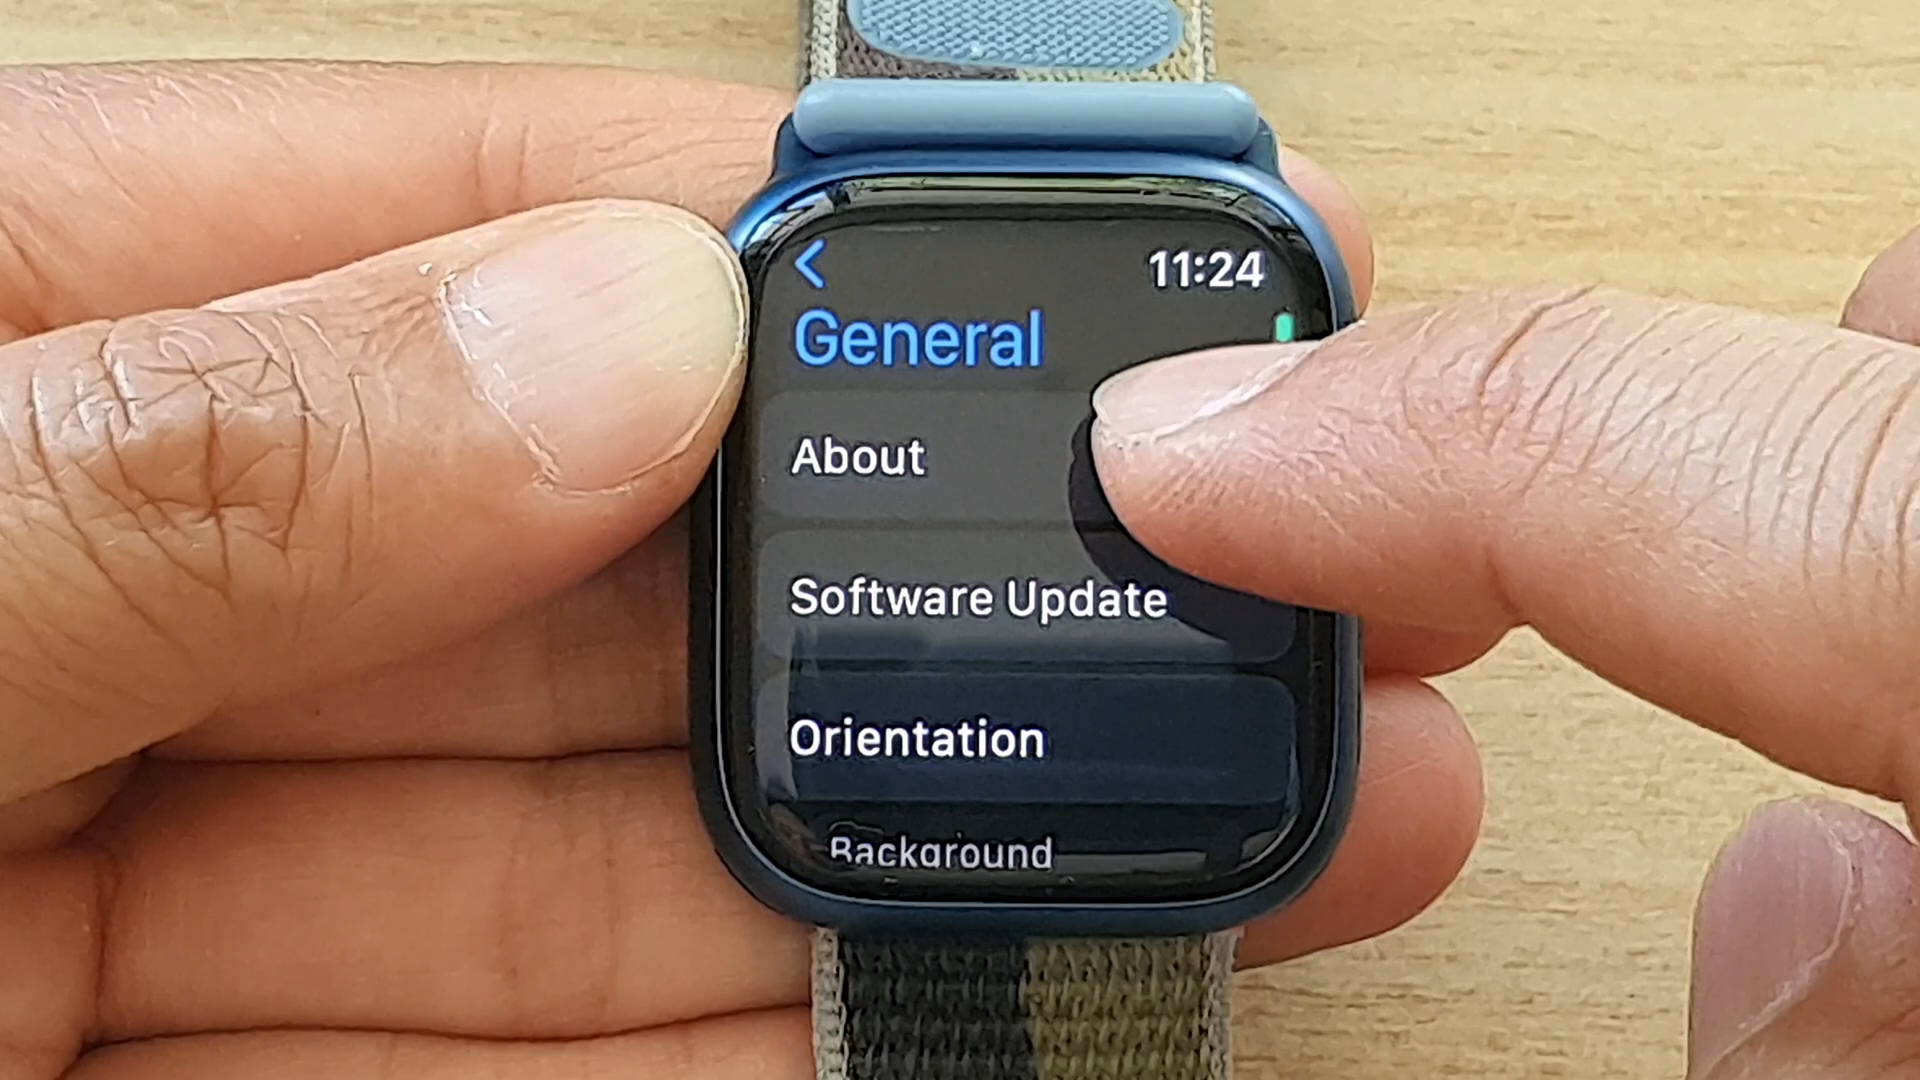 11:24
General
About
Software Update
Orientation
Background